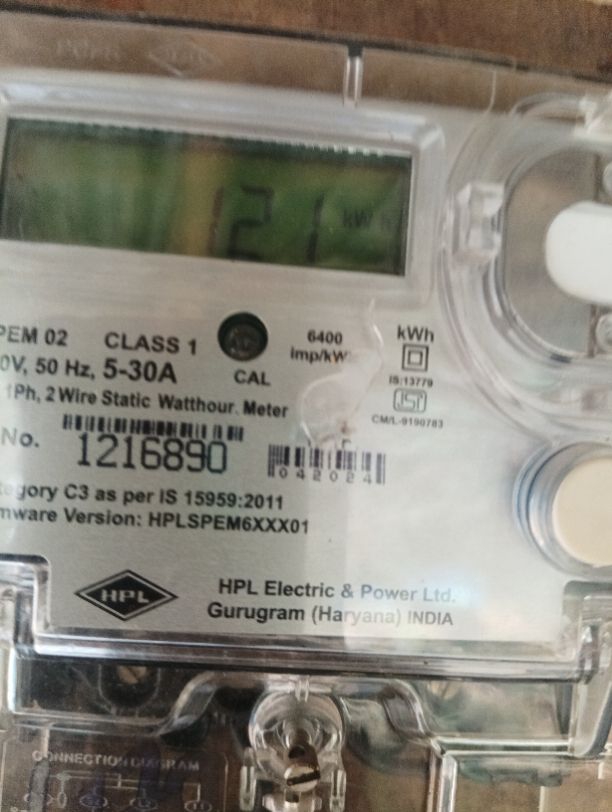 121 kWh
PEM 02 CLASS 1
0V, 50 Hz, 5-30A
CAL
6400
imp/kW
kWh
IS:13779
ISI
CM/L-9190783
1Ph, 2 Wire Static Watthour. Meter
No. 1216890
042024
egory C3 as per IS 15959:2011
mware Version: HPLSPEM6XXX01
HPL
HPL Electric & Power Ltd.
Gurugram (Haryana) INDIA
CONNECTION DIAGRAM